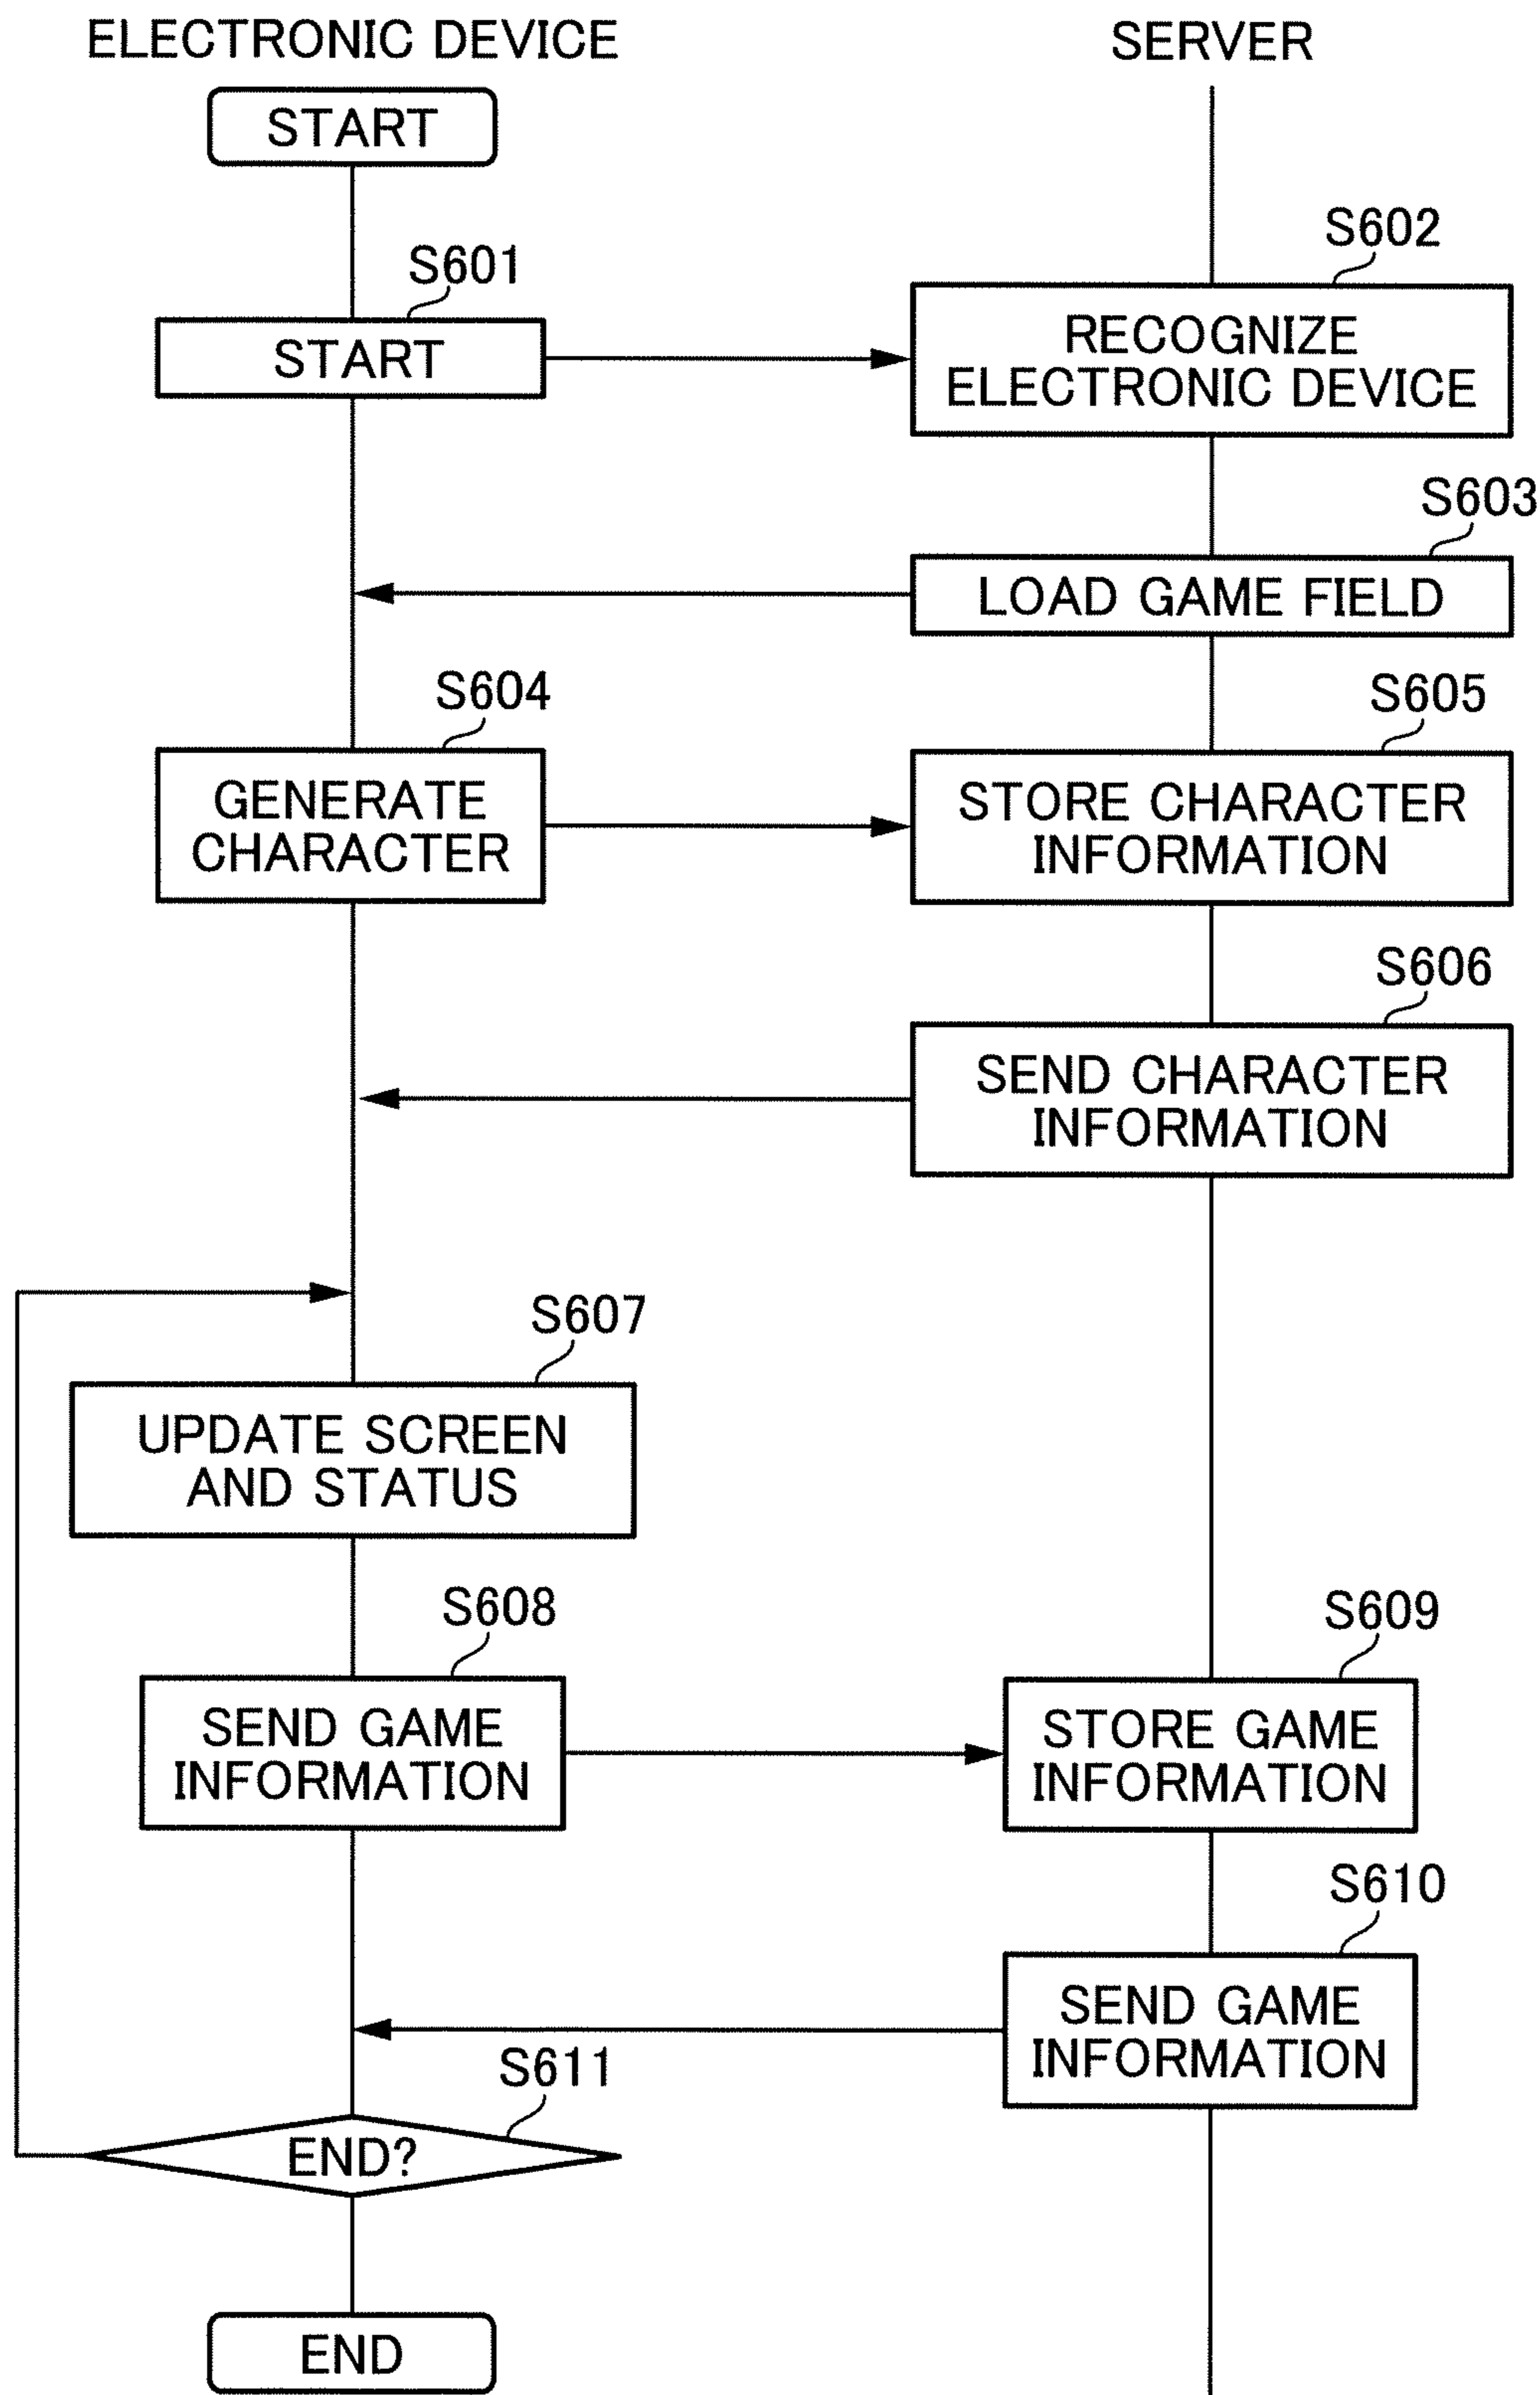 ELECTRONIC DEVICE
SERVER
START
S601
START
S602
RECOGNIZE
ELECTRONIC DEVICE
S603
LOAD GAME FIELD
S604
GENERATE
CHARACTER
S605
STORE CHARACTER
INFORMATION
S606
SEND CHARACTER
INFORMATION
S607
UPDATE SCREEN
AND STATUS
S608
SEND GAME
INFORMATION
S609
STORE GAME
INFORMATION
S610
SEND GAME
INFORMATION
S611
END?
END